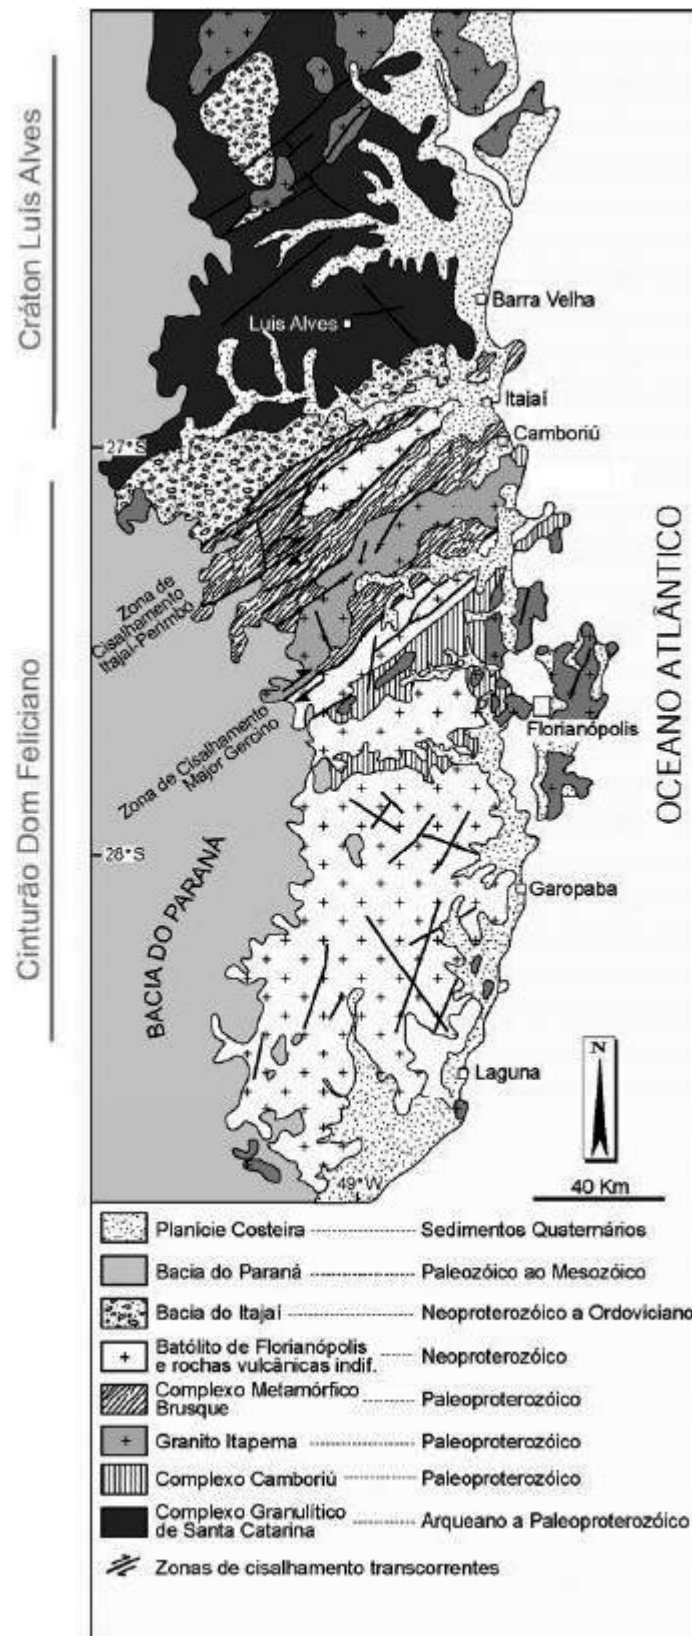 Cráton Luis Alves
Barra Velha
Luis Alves
Itajaí
27°S
Camboriú
Zona de
Cisalhamento
Itajaí-Perimbó
OCEANO ATLÂNTICO
Florianópolis
Zona de Cisalhamento
Major Gercino
Cinturão Dom Feliciano
28°S
BACIA DO PARANÁ
Garopaba
N
Laguna
49°W
40 Km
Planície Costeira Sedimentos Quaternários
Bacia do Paraná Paleozóico ao Mesozóico
Bacia do Itajaí Neoproterozóico a Ordoviciano
Batólito de Florianópolis
e rochas vulcânicas indif. Neoproterozóico
Complexo Metamórfico
Brusque Paleoproterozóico
Granito Itapema Paleoproterozóico
Complexo Camboriú Paleoproterozóico
Complexo Granulítico
de Santa Catarina Arqueano a Paleoproterozóico
Zonas de cisalhamento transcorrentes